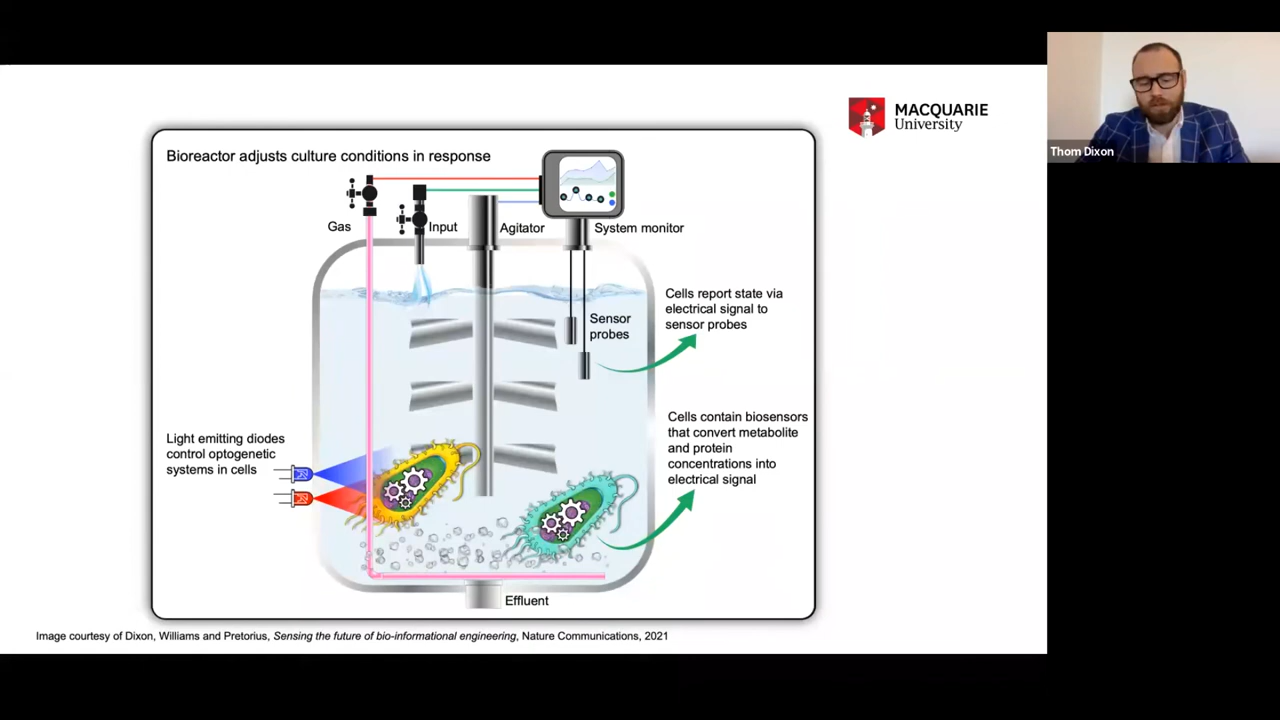 MACQUARIE
University
Thom Dixon
Bioreactor adjusts culture conditions in response
Gas
Input
Agitator
System monitor
Sensor
probes
Cells report state via
electrical signal to
sensor probes
Cells contain biosensors
that convert metabolite
and protein
concentrations into
electrical signal
Light emitting diodes
control optogenetic
systems in cells
Effluent
Image courtesy of Dixon, Williams and Pretorius, Sensing the future of bio-informational engineering, Nature Communications, 2021